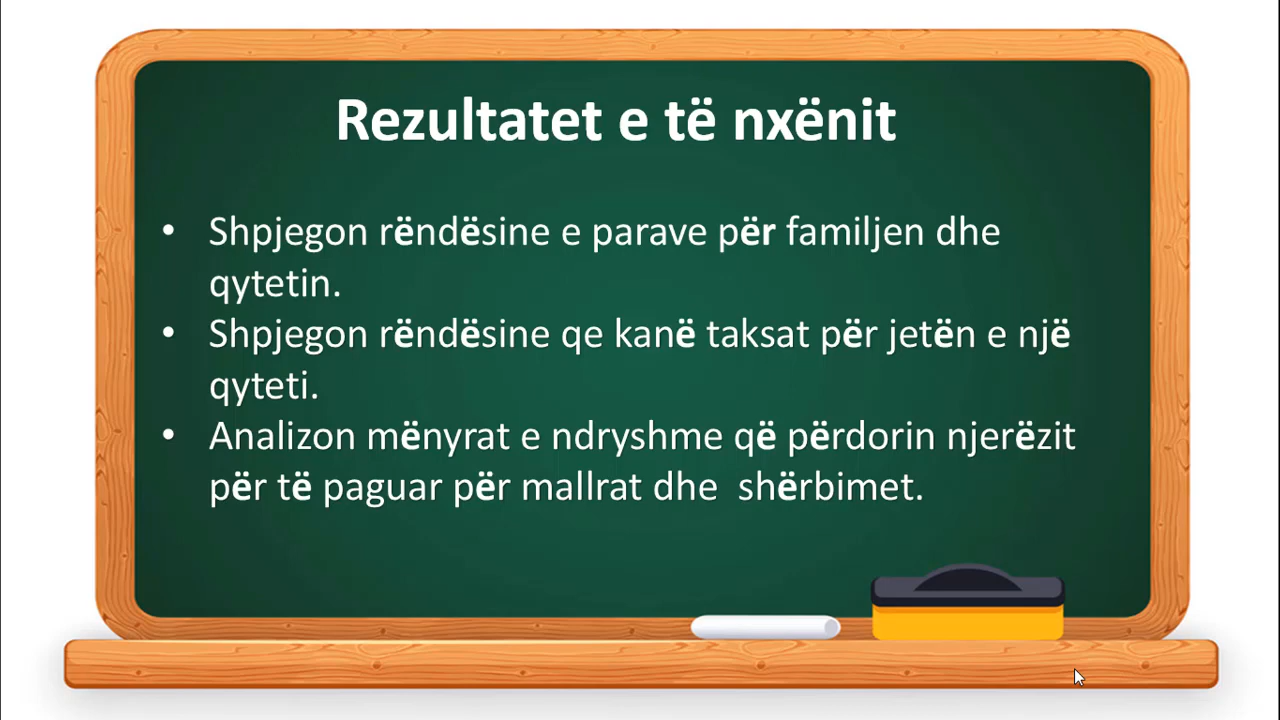 Rezultatet e të nxënit
• Shpjegon rëndësine e parave për familjen dhe
qytetin.
• Shpjegon rëndësine qe kanë taksat për jetën e një
qyteti.
• Analizon mënyrat e ndryshme që përdorin njerëzit
për të paguar për mallrat dhe  shërbimet.